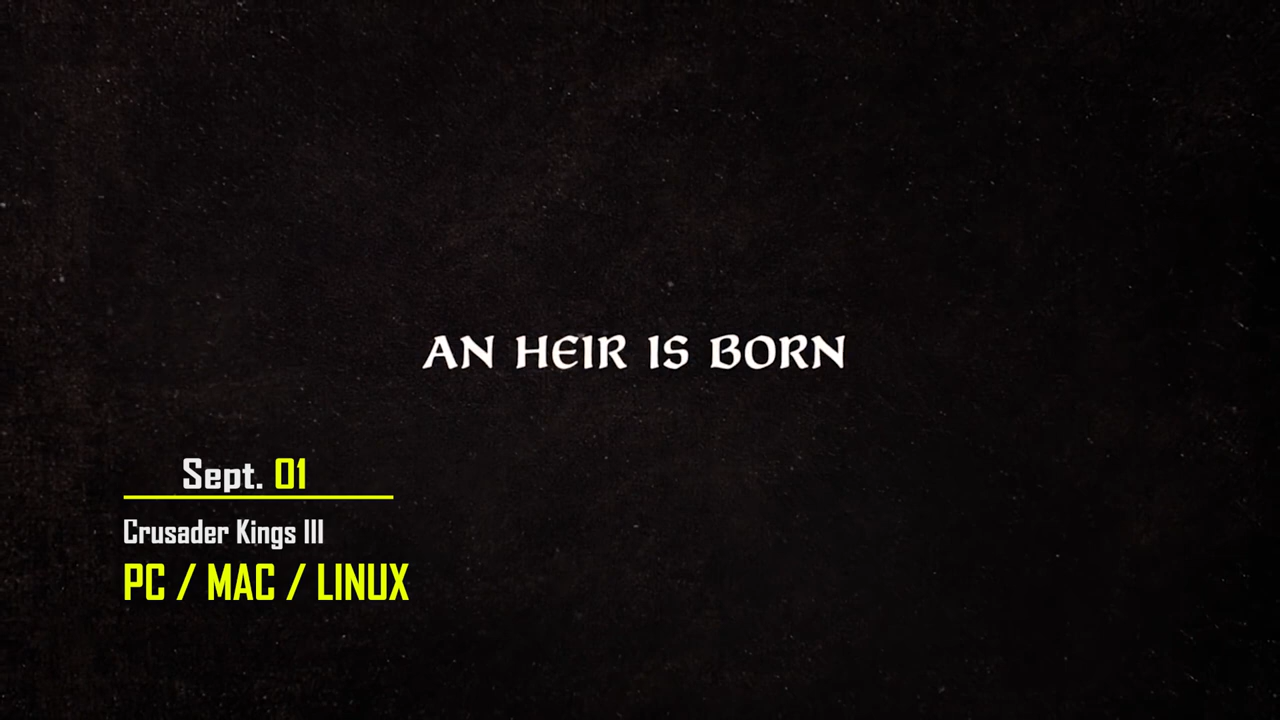 AN HEIR IS BORN
Sept. 01
Crusader Kings III
PC / MAC / LINUX